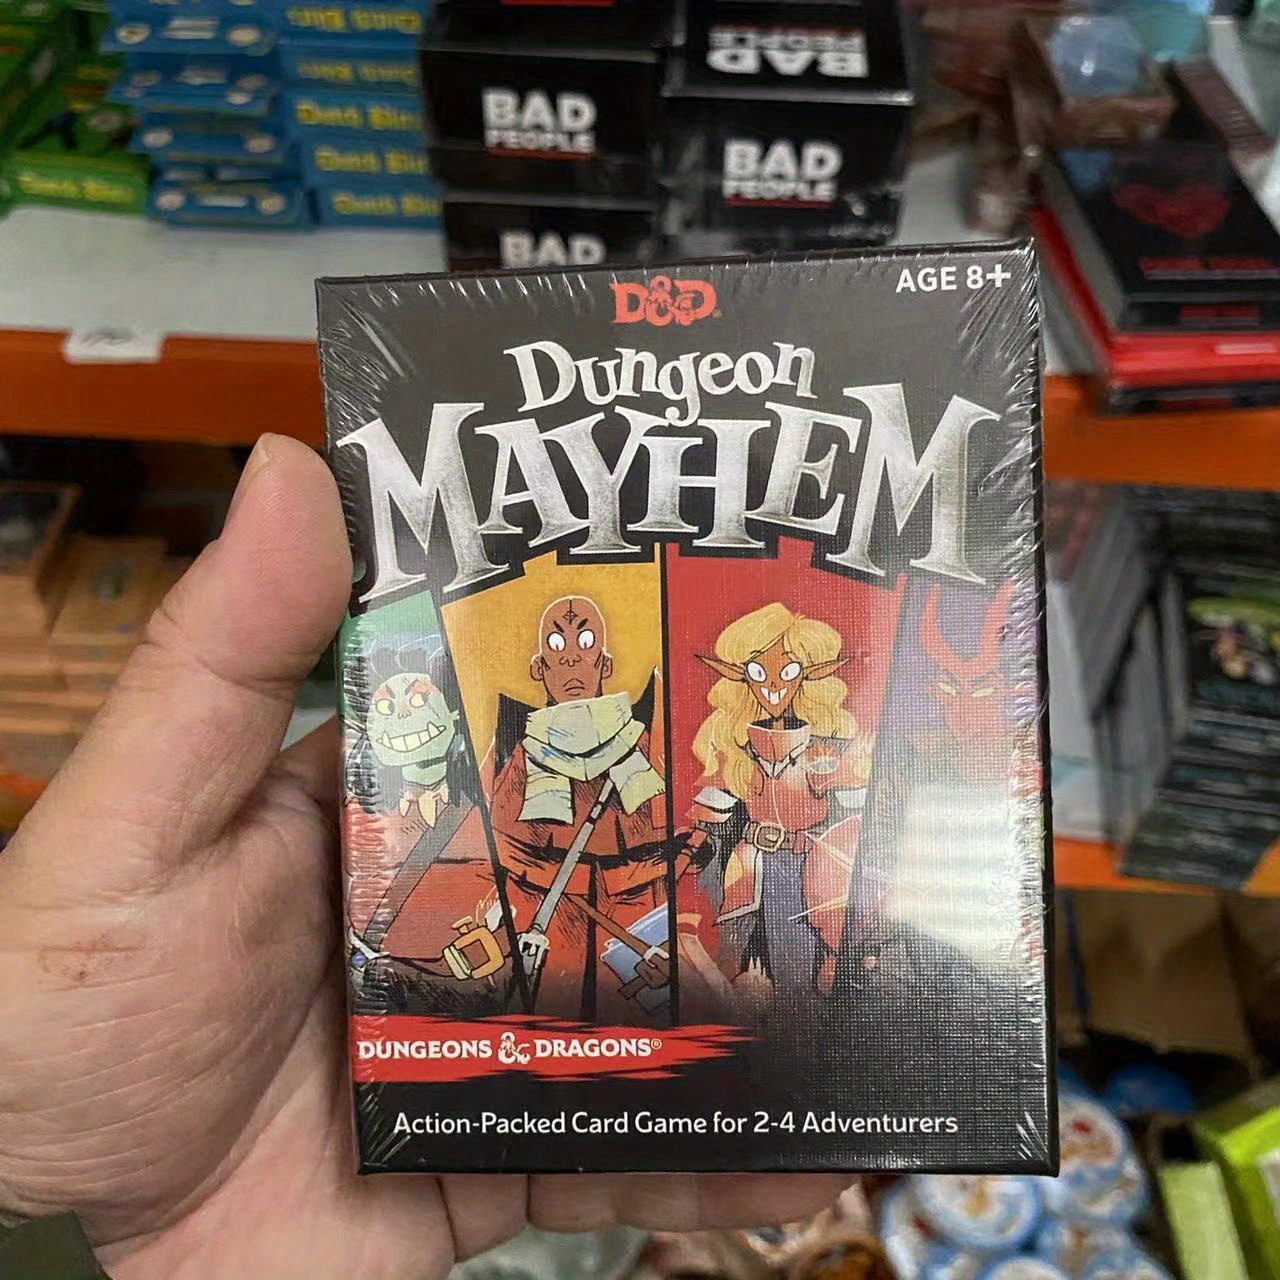 BAD
PEOPLE
BAD
PEOPLE
BAD
PEOPLE
BAD
D&D
AGE 8+
Dungeon
MAYHEM
DUNGEONS & DRAGONS®
Action-Packed Card Game for 2-4 Adventurers